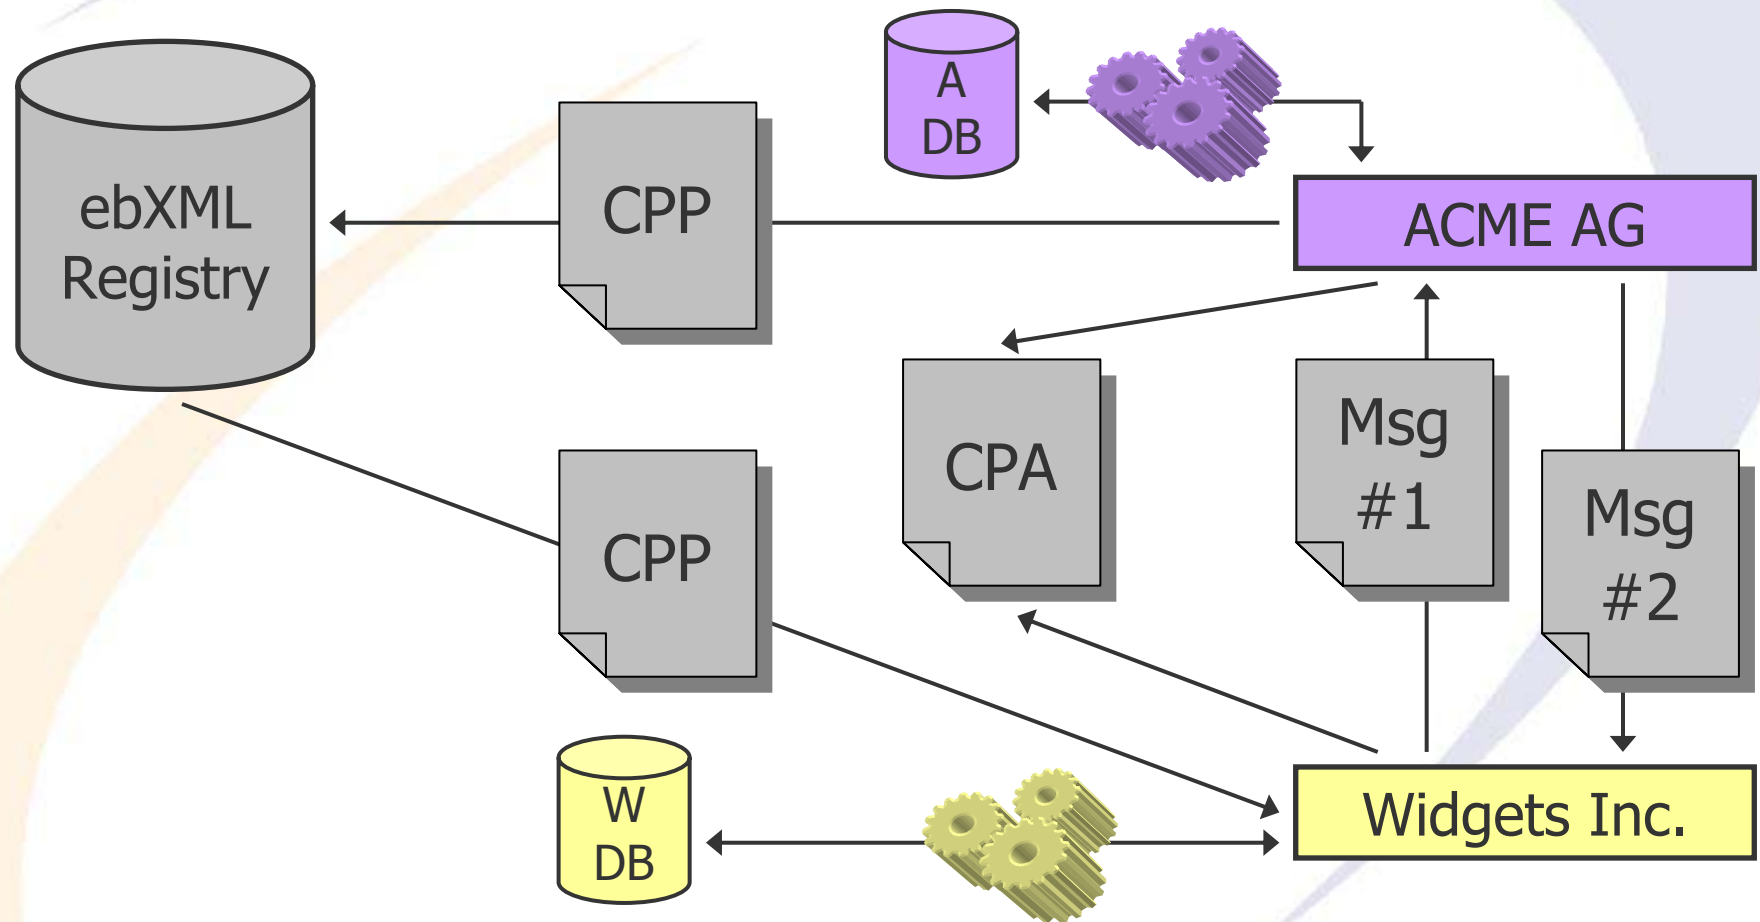 A
DB
ebXML
Registry
CPP
ACME AG
CPA
Msg
#1
CPP
Msg
#2
W
DB
Widgets Inc.